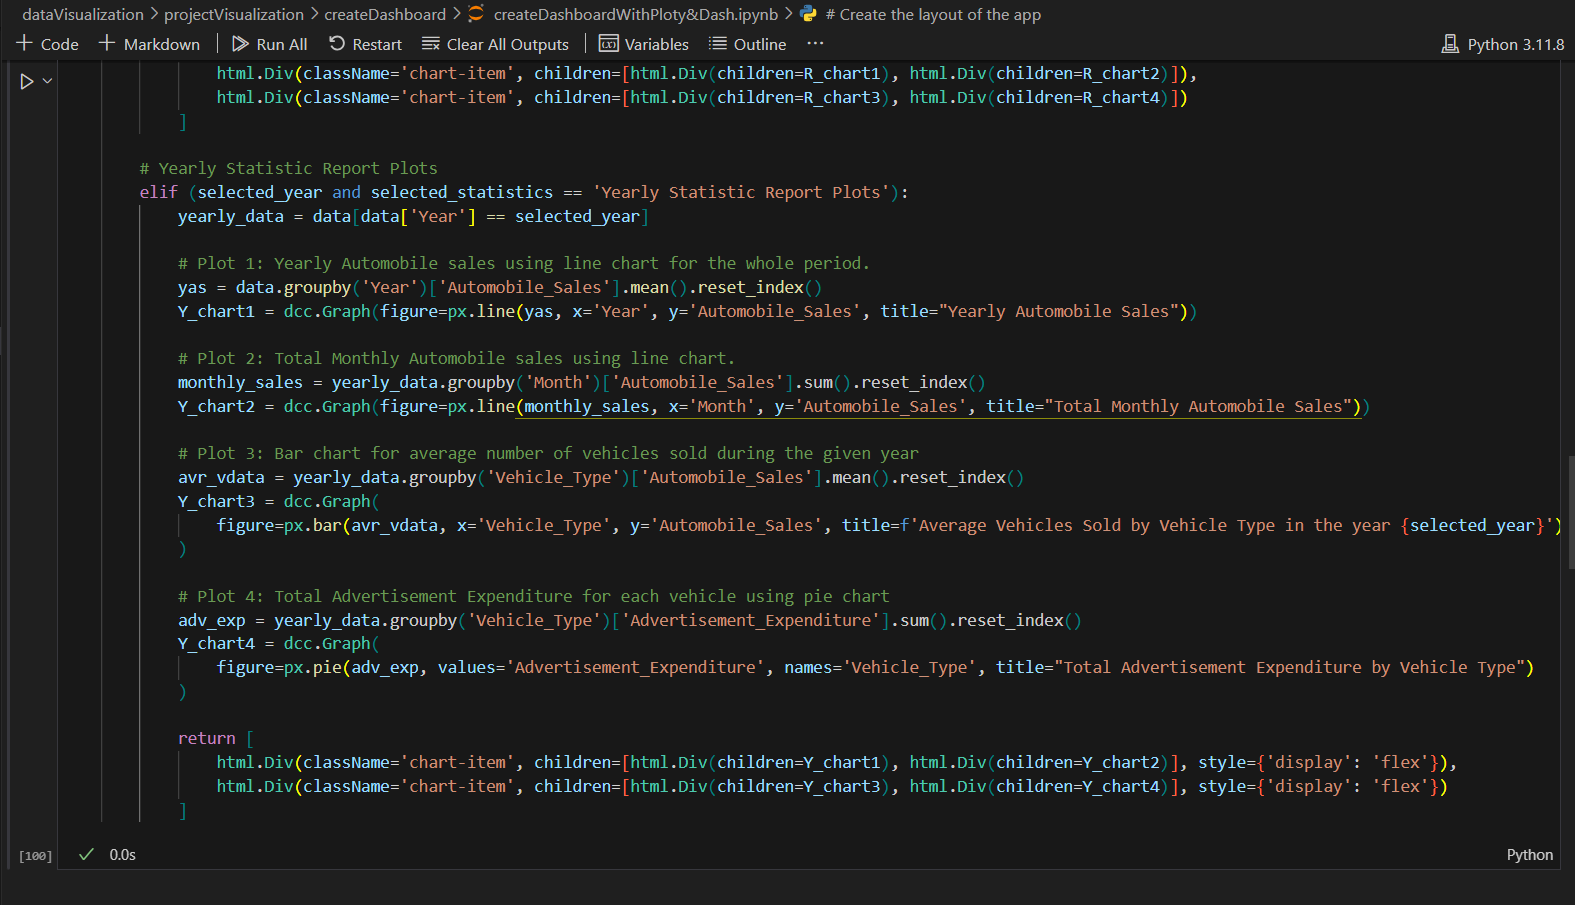 dataVisualization > projectVisualization > createDashboard > createDashboardWithPloty&Dash.ipynb > # Create the layout of the app
+ Code + Markdown | Run All Restart Clear All Outputs | Variables Outline ··· Python 3.11.8
html.Div(className='chart-item', children=[html.Div(children=R_chart1), html.Div(children=R_chart2)]),
html.Div(className='chart-item', children=[html.Div(children=R_chart3), html.Div(children=R_chart4)])
]
# Yearly Statistic Report Plots
elif (selected_year and selected_statistics == 'Yearly Statistic Report Plots'):
yearly_data = data[data['Year'] == selected_year]
# Plot 1: Yearly Automobile sales using line chart for the whole period.
yas = data.groupby('Year')['Automobile_Sales'].mean().reset_index()
Y_chart1 = dcc.Graph(figure=px.line(yas, x='Year', y='Automobile_Sales', title="Yearly Automobile Sales"))
# Plot 2: Total Monthly Automobile sales using line chart.
monthly_sales = yearly_data.groupby('Month')['Automobile_Sales'].sum().reset_index()
Y_chart2 = dcc.Graph(figure=px.line(monthly_sales, x='Month', y='Automobile_Sales', title="Total Monthly Automobile Sales"))
# Plot 3: Bar chart for average number of vehicles sold during the given year
avr_vdata = yearly_data.groupby('Vehicle_Type')['Automobile_Sales'].mean().reset_index()
Y_chart3 = dcc.Graph(
figure=px.bar(avr_vdata, x='Vehicle_Type', y='Automobile_Sales', title=f'Average Vehicles Sold by Vehicle Type in the year {selected_year}')
)
# Plot 4: Total Advertisement Expenditure for each vehicle using pie chart
adv_exp = yearly_data.groupby('Vehicle_Type')['Advertisement_Expenditure'].sum().reset_index()
Y_chart4 = dcc.Graph(
figure=px.pie(adv_exp, values='Advertisement_Expenditure', names='Vehicle_Type', title="Total Advertisement Expenditure by Vehicle Type")
)
return [
html.Div(className='chart-item', children=[html.Div(children=Y_chart1), html.Div(children=Y_chart2)], style={'display': 'flex'}),
html.Div(className='chart-item', children=[html.Div(children=Y_chart3), html.Div(children=Y_chart4)], style={'display': 'flex'})
]
[100] ✓ 0.0s Python